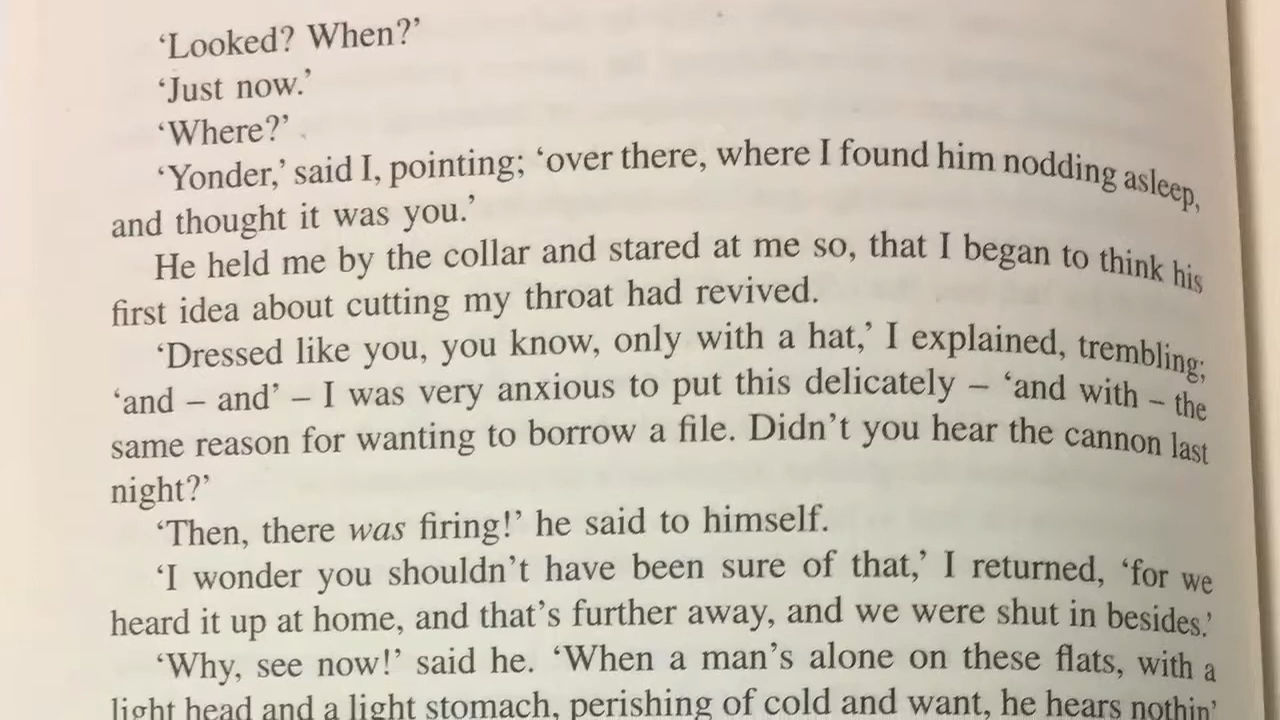 ‘Looked? When?’
‘Just now.’
‘Where?’
‘Yonder,’ said I, pointing; ‘over there, where I found him nodding asleep,
and thought it was you.’
He held me by the collar and stared at me so, that I began to think his
first idea about cutting my throat had revived.
‘Dressed like you, you know, only with a hat,’ I explained, trembling;
‘and – and’ – I was very anxious to put this delicately – ‘and with – the
same reason for wanting to borrow a file. Didn’t you hear the cannon last
night?’
‘Then, there was firing!’ he said to himself.
‘I wonder you shouldn’t have been sure of that,’ I returned, ‘for we
heard it up at home, and that’s further away, and we were shut in besides.’
‘Why, see now!’ said he. ‘When a man’s alone on these flats, with a
light head and a light stomach, perishing of cold and want, he hears nothin’